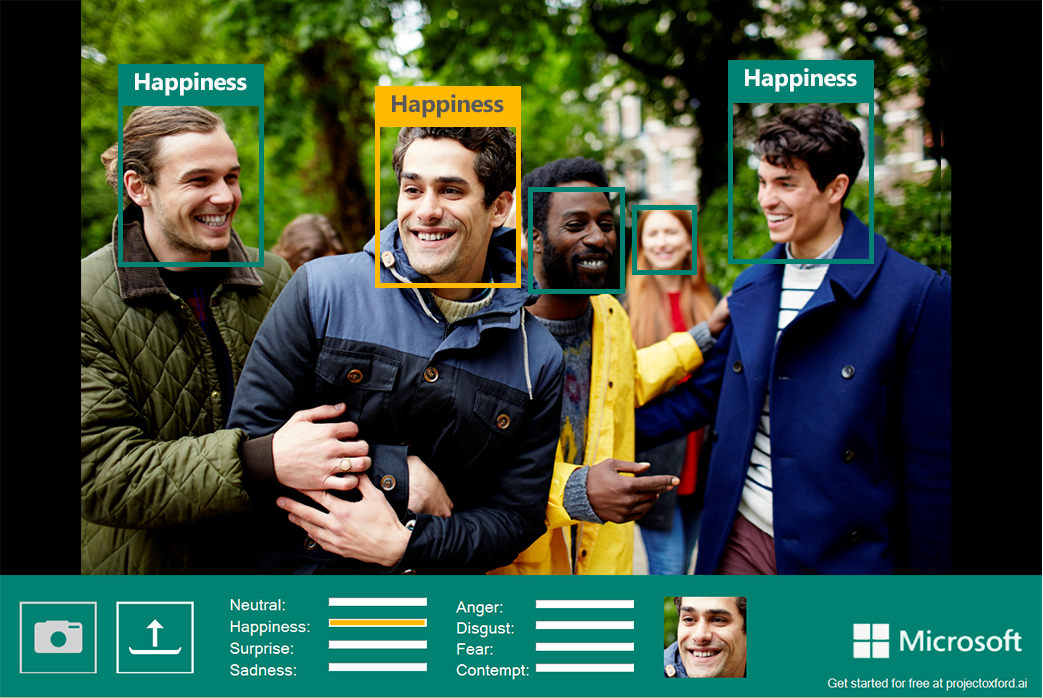 Happiness
Happiness
Happiness
Neutral:
Happiness:
Surprise:
Sadness:
Anger:
Disgust:
Fear:
Contempt:
Microsoft
Get started for free at projectoxford.ai